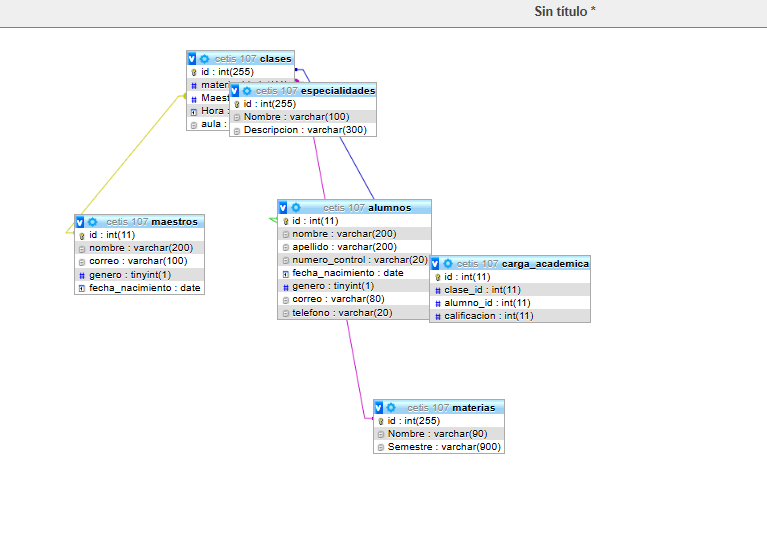 Sin título *
cetis 107 clases
id : int(255)
mater
Maest
Hora :
aula :
cetis 107 especialidades
id : int(255)
Nombre : varchar(100)
Descripcion : varchar(300)
cetis 107 maestros
id : int(11)
nombre : varchar(200)
correo : varchar(100)
genero : tinyint(1)
fecha_nacimiento : date
cetis 107 alumnos
id : int(11)
nombre : varchar(200)
apellido : varchar(200)
numero_control : varchar(20)
fecha_nacimiento : date
genero : tinyint(1)
correo : varchar(80)
telefono : varchar(20)
cetis 107 carga_academica
id : int(11)
clase_id : int(11)
alumno_id : int(11)
calificacion : int(11)
cetis 107 materias
id : int(255)
Nombre : varchar(90)
Semestre : varchar(900)